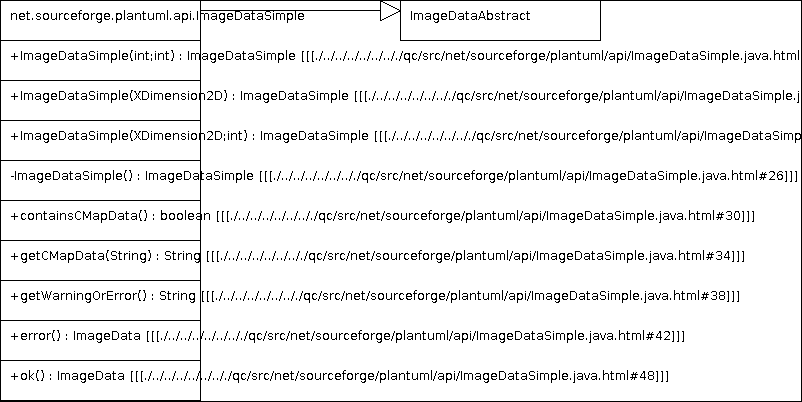 net.sourceforge.plantuml.api.ImageDataSimple
ImageDataAbstract
+ImageDataSimple(int;int) : ImageDataSimple [[[./../../../../../../../qc/src/net/sourceforge/plantuml/api/ImageDataSimple.java.html
+ImageDataSimple(XDimension2D) : ImageDataSimple [[[./../../../../../../../qc/src/net/sourceforge/plantuml/api/ImageDataSimple.j
+ImageDataSimple(XDimension2D;int) : ImageDataSimple [[[./../../../../../../../qc/src/net/sourceforge/plantuml/api/ImageDataSimp
-ImageDataSimple() : ImageDataSimple [[[./../../../../../../../qc/src/net/sourceforge/plantuml/api/ImageDataSimple.java.html#26]]]
+containsCMapData() : boolean [[[./../../../../../../../qc/src/net/sourceforge/plantuml/api/ImageDataSimple.java.html#30]]]
+getCMapData(String) : String [[[./../../../../../../../qc/src/net/sourceforge/plantuml/api/ImageDataSimple.java.html#34]]]
+getWarningOrError() : String [[[./../../../../../../../qc/src/net/sourceforge/plantuml/api/ImageDataSimple.java.html#38]]]
+error() : ImageData [[[./../../../../../../../qc/src/net/sourceforge/plantuml/api/ImageDataSimple.java.html#42]]]
+ok() : ImageData [[[./../../../../../../../qc/src/net/sourceforge/plantuml/api/ImageDataSimple.java.html#48]]]